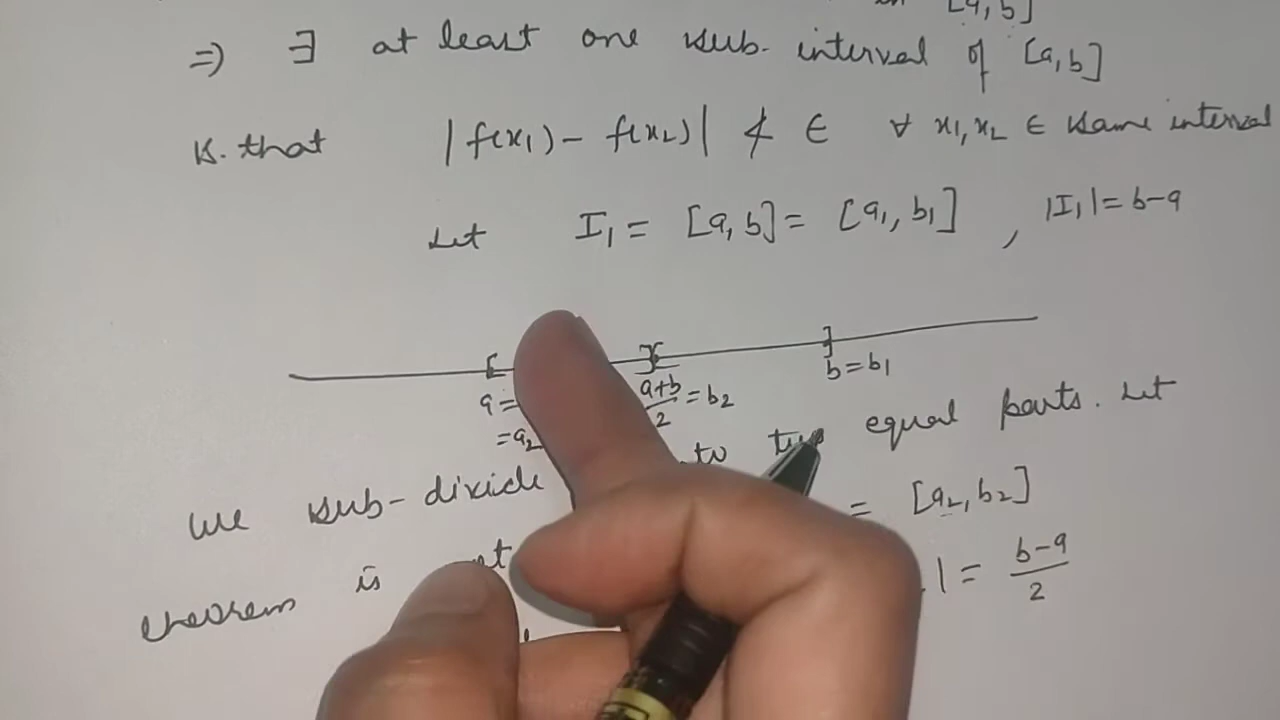 [a, b]
⇒ ∃ at least one sub-interval of [a, b]
s.that |f(x₁) - f(x₂)| ≮ ϵ ∀ x₁, x₂ ∈ same interval
Let I₁ = [a, b] = [a₁, b₁] , |I₁| = b-a
a =
= a₂
a+b/2 = b₂
b = b₁
We sub-divide two equal parts. Let
theorem is = [a₂, b₂]
| = b-a/2